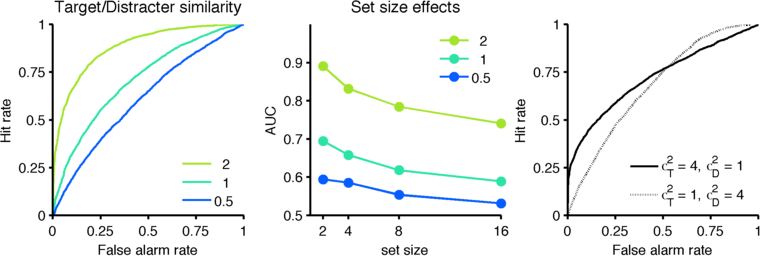 Target/Distracter similarity
1
0.75
0.5
0.25
0
Hit rate
2
1
0.5
0 0.25 0.5 0.75 1
False alarm rate
Set size effects
0.9
0.8
0.7
0.6
0.5
AUC
2
1
0.5
2 4 8 16
set size
1
0.75
0.5
0.25
0
Hit rate
ς²_T = 4, ς²_D = 1
ς²_T = 1, ς²_D = 4
0 0.25 0.5 0.75 1
False alarm rate